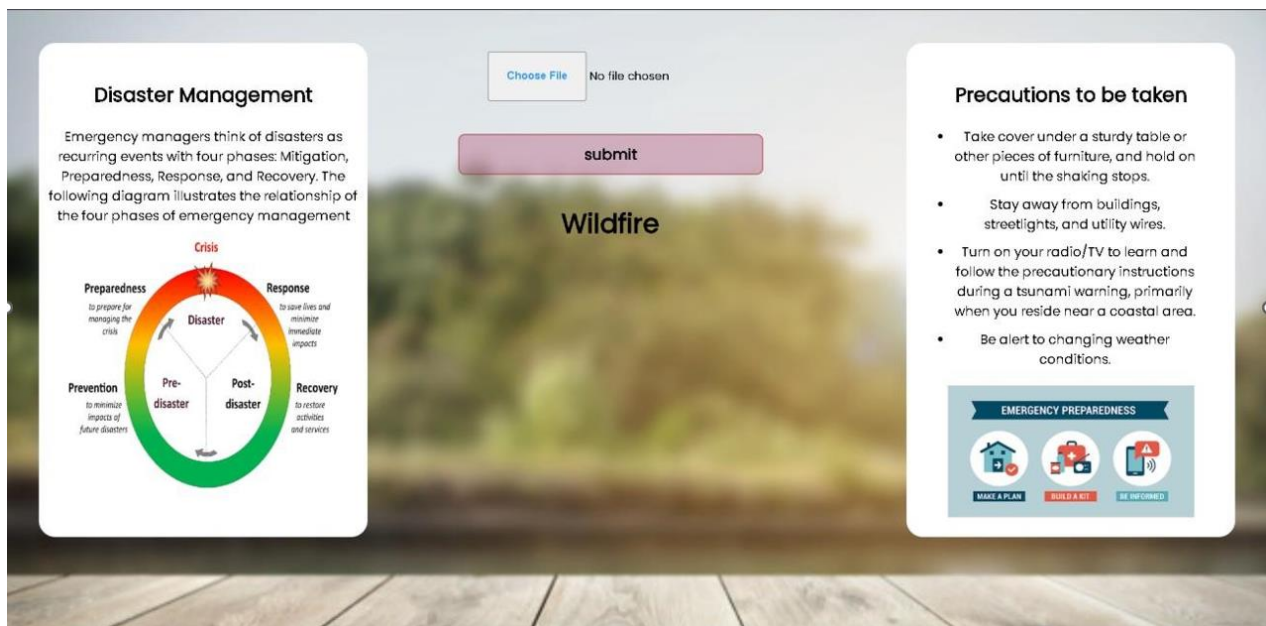 Disaster Management
Emergency managers think of disasters as
recurring events with four phases: Mitigation,
Preparedness, Response, and Recovery. The
following diagram illustrates the relationship of
the four phases of emergency management
Crisis
Preparedness
to prepare for
managing the
crisis
Response
to save lives and
minimize
immediate
impacts
Disaster
Prevention
to minimize
impacts of
future disasters
Pre-
disaster
Post-
disaster
Recovery
to restore
activities
and services
Choose File No file chosen
submit
Wildfire
Precautions to be taken
• Take cover under a sturdy table or
other pieces of furniture, and hold on
until the shaking stops.
• Stay away from buildings,
streetlights, and utility wires.
• Turn on your radio/TV to learn and
follow the precautionary instructions
during a tsunami warning, primarily
when you reside near a coastal area.
• Be alert to changing weather
conditions.
EMERGENCY PREPAREDNESS
MAKE A PLAN
BUILD A KIT
BE INFORMED